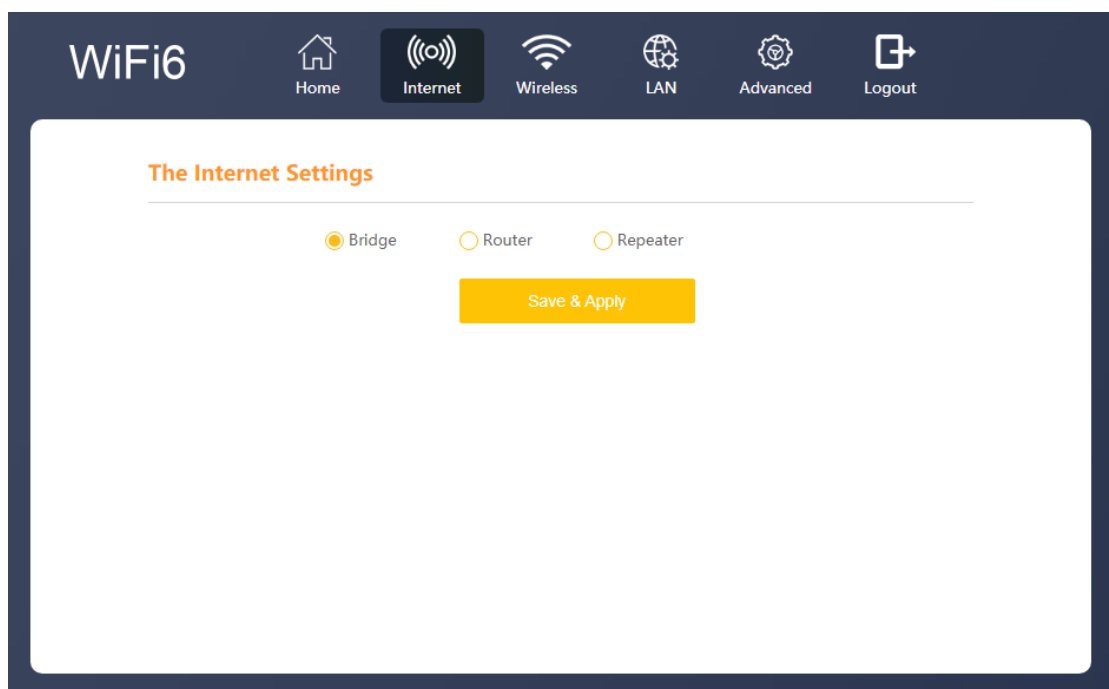 WiFi6
Home Internet Wireless LAN Advanced Logout
The Internet Settings
Bridge Router Repeater
Save & Apply